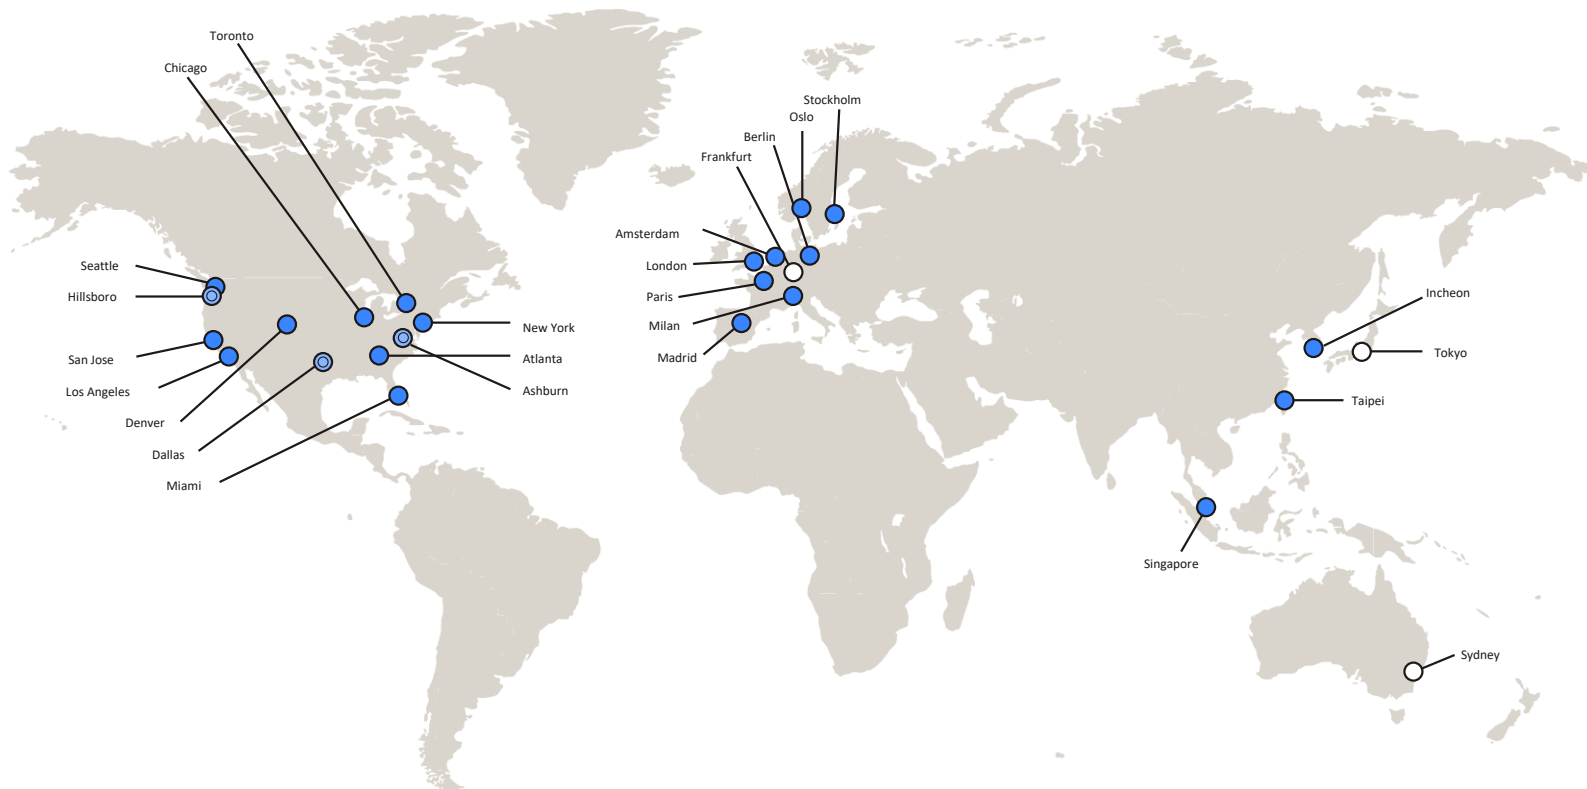 Toronto
Chicago
Stockholm
Oslo
Berlin
Frankfurt
Amsterdam
London
Paris
Milan
Madrid
Seattle
Hillsboro
San Jose
Los Angeles
Denver
Dallas
Miami
New York
Atlanta
Ashburn
Incheon
Tokyo
Taipei
Singapore
Sydney